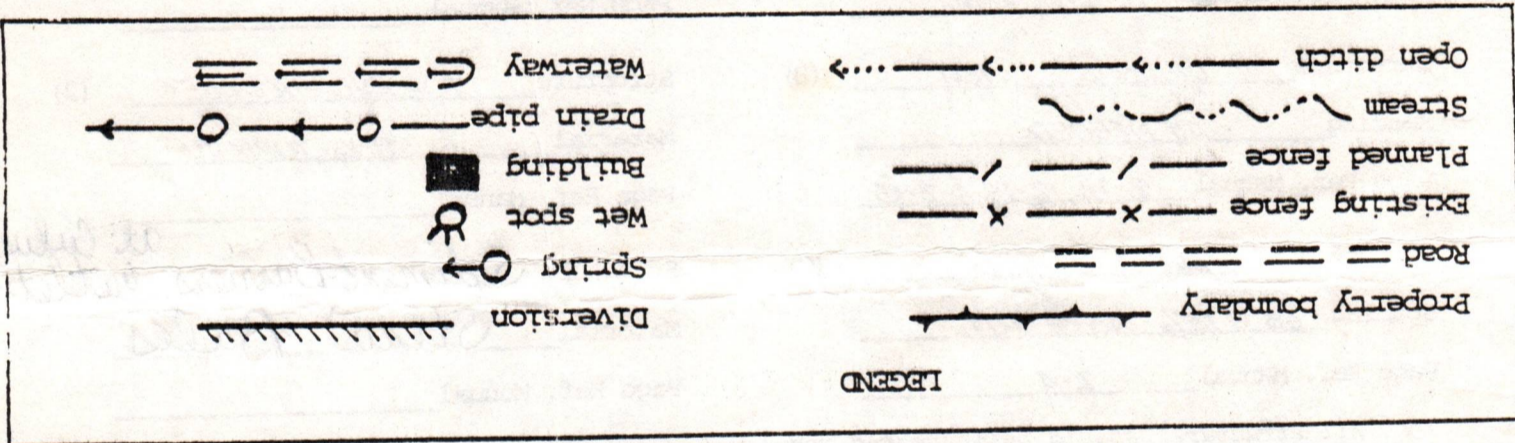 LEGEND
Property boundary
Road
Existing fence
Planned fence
Stream
Open ditch
Diversion
Spring
Wet spot
Building
Drain pipe
Waterway